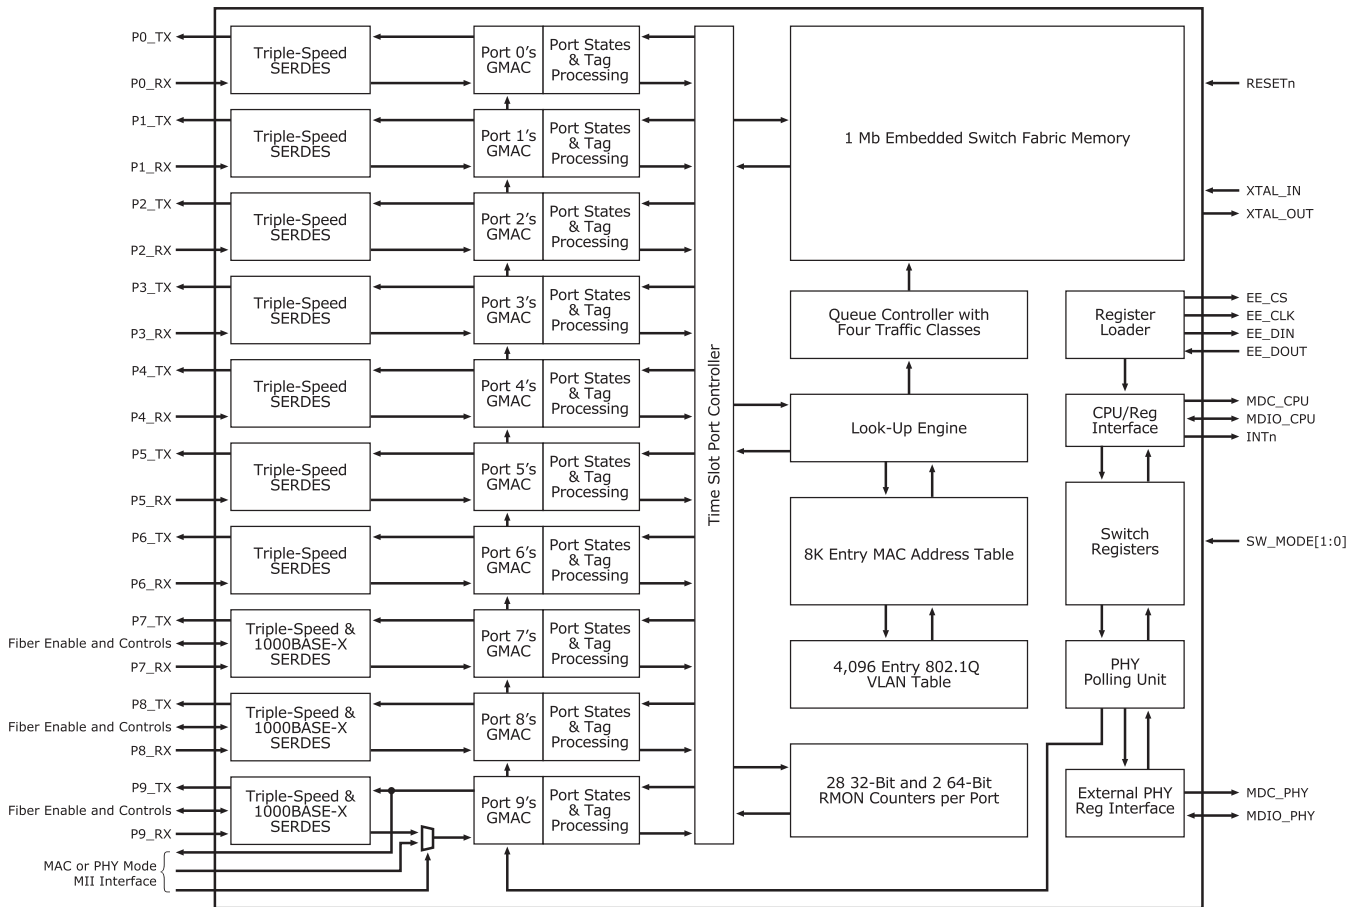 P0_TX
P0_RX
Triple-Speed
SERDES
Port 0's
GMAC
Port States
& Tag
Processing
P1_TX
P1_RX
Triple-Speed
SERDES
Port 1's
GMAC
Port States
& Tag
Processing
P2_TX
P2_RX
Triple-Speed
SERDES
Port 2's
GMAC
Port States
& Tag
Processing
P3_TX
P3_RX
Triple-Speed
SERDES
Port 3's
GMAC
Port States
& Tag
Processing
P4_TX
P4_RX
Triple-Speed
SERDES
Port 4's
GMAC
Port States
& Tag
Processing
P5_TX
P5_RX
Triple-Speed
SERDES
Port 5's
GMAC
Port States
& Tag
Processing
P6_TX
P6_RX
Triple-Speed
SERDES
Port 6's
GMAC
Port States
& Tag
Processing
P7_TX
Fiber Enable and Controls
P7_RX
Triple-Speed &
1000BASE-X
SERDES
Port 7's
GMAC
Port States
& Tag
Processing
P8_TX
Fiber Enable and Controls
P8_RX
Triple-Speed &
1000BASE-X
SERDES
Port 8's
GMAC
Port States
& Tag
Processing
P9_TX
Fiber Enable and Controls
P9_RX
Triple-Speed &
1000BASE-X
SERDES
Port 9's
GMAC
Port States
& Tag
Processing
MAC or PHY Mode
MII Interface
Time Slot Port Controller
1 Mb Embedded Switch Fabric Memory
Queue Controller with
Four Traffic Classes
Look-Up Engine
8K Entry MAC Address Table
4,096 Entry 802.1Q
VLAN Table
28 32-Bit and 2 64-Bit
RMON Counters per Port
Register
Loader
CPU/Reg
Interface
Switch
Registers
PHY
Polling Unit
External PHY
Reg Interface
RESETn
XTAL_IN
XTAL_OUT
EE_CS
EE_CLK
EE_DIN
EE_DOUT
MDC_CPU
MDIO_CPU
INTn
SW_MODE[1:0]
MDC_PHY
MDIO_PHY